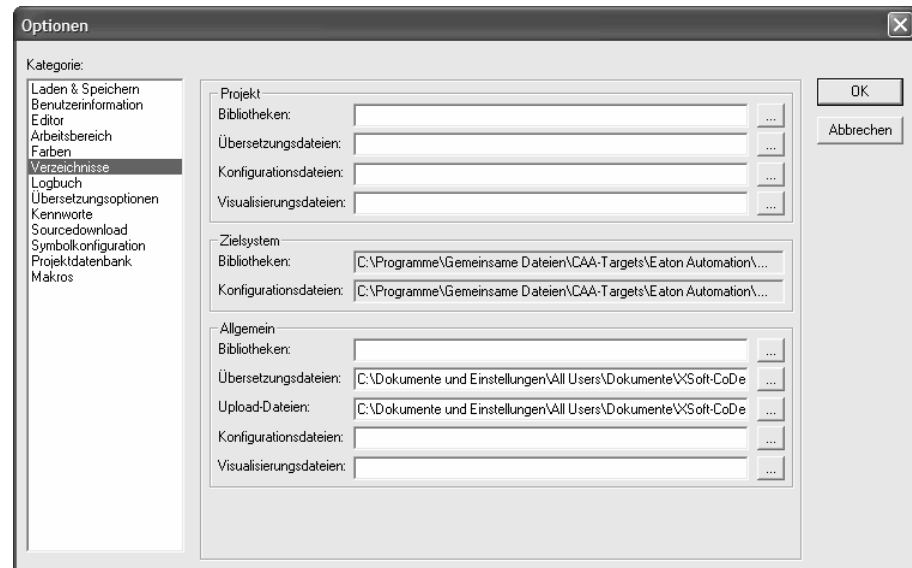 Optionen
Kategorie:
Laden & Speichern
Benutzerinformation
Editor
Arbeitsbereich
Farben
Verzeichnisse
Logbuch
Übersetzungsoptionen
Kennworte
Sourcedownload
Symbolkonfiguration
Projektdatenbank
Makros
Projekt
Bibliotheken:
...
Übersetzungsdateien:
...
Konfigurationsdateien:
...
Visualisierungsdateien:
...
Zielsystem
Bibliotheken: C:\Programme\Gemeinsame Dateien\CAA-Targets\Eaton Automation\...
Konfigurationsdateien: C:\Programme\Gemeinsame Dateien\CAA-Targets\Eaton Automation\...
Allgemein
Bibliotheken:
...
Übersetzungsdateien: C:\Dokumente und Einstellungen\All Users\Dokumente\XSoft-CoDe
...
Upload-Dateien: C:\Dokumente und Einstellungen\All Users\Dokumente\XSoft-CoDe
...
Konfigurationsdateien:
...
Visualisierungsdateien:
...
OK
Abbrechen